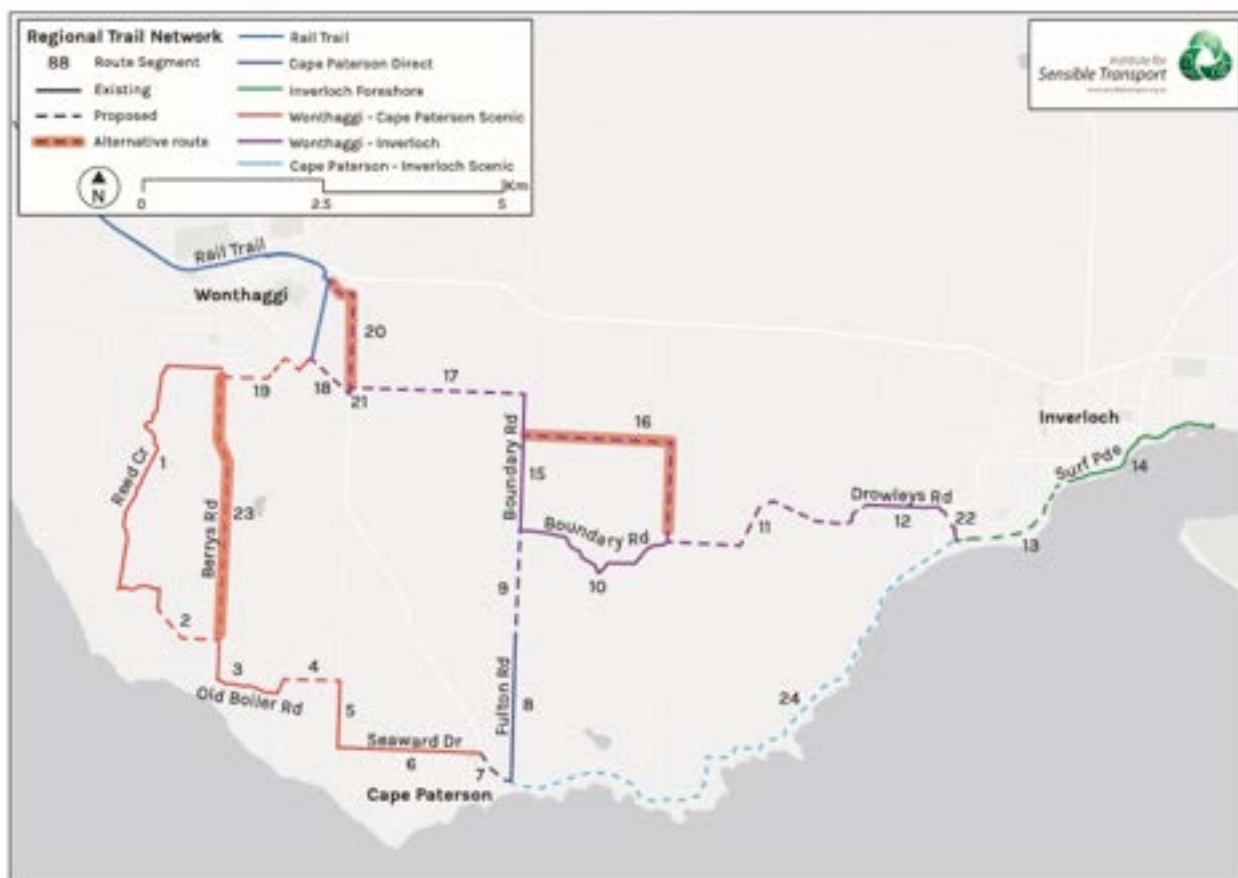 Regional Trail Network
88 Route Segment
Existing
Proposed
Alternative route
Rail Trail
Cape Paterson Direct
Inverloch Foreshore
Wonthaggi - Cape Paterson Scenic
Wonthaggi - Inverloch
Cape Paterson - Inverloch Scenic
N
0 2.5 5 Km
Institute for
Sensible Transport
Rail Trail
Wonthaggi
20
19
18
21
17
16
Inverloch
Surf Pde
14
Reed Cr
1
Berrys Rd
23
Boundary Rd
15
Boundary Rd
10
11
Drowleys Rd
12
22
13
9
2
3
Old Boiler Rd
4
5
Seaward Dr
6
7
Cape Paterson
Fulton Rd
8
24